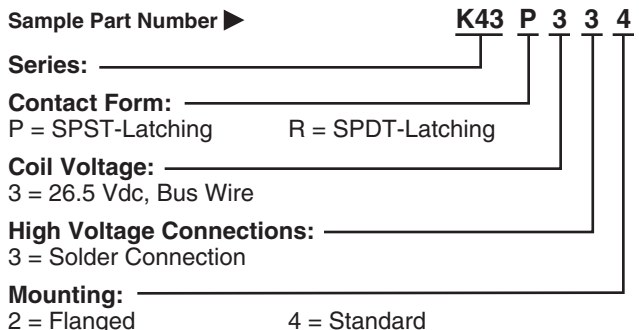 Sample Part Number ▶ K43 P 3 3 4
Series:
Contact Form:
P = SPST-Latching R = SPDT-Latching
Coil Voltage:
3 = 26.5 Vdc, Bus Wire
High Voltage Connections:
3 = Solder Connection
Mounting:
2 = Flanged 4 = Standard